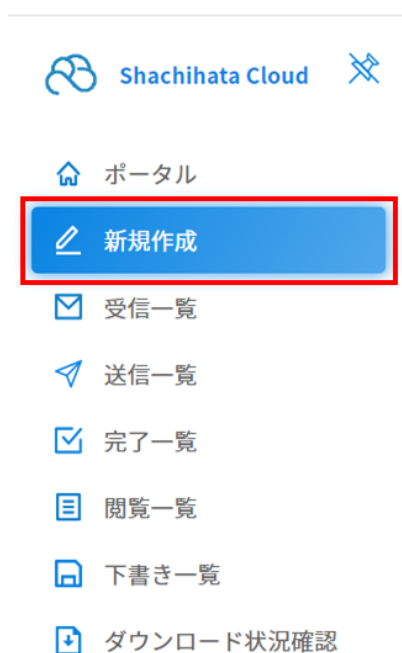 Shachihata Cloud
ポータル
新規作成
受信一覧
送信一覧
完了一覧
閲覧一覧
下書き一覧
ダウンロード状況確認